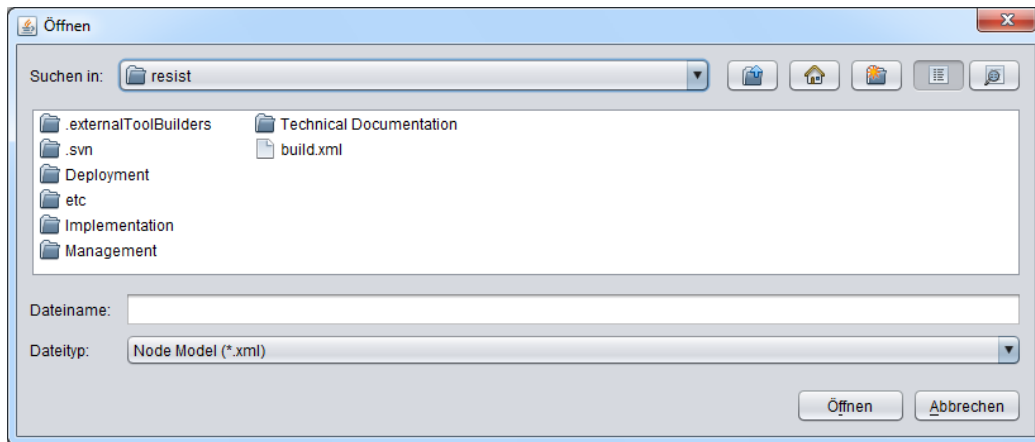 Öffnen
Suchen in: resist
.externalToolBuilders
.svn
Deployment
etc
Implementation
Management
Technical Documentation
build.xml
Dateiname:
Dateityp: Node Model (*.xml)
Öffnen Abbrechen